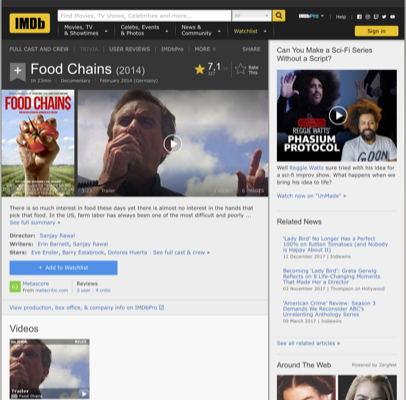 IMDb
Find Movies, TV shows, Celebrities and more...
All
IMDbPro
Help
Movies, TV
& Showtimes
Celebs, Events
& Photos
News &
Community
Watchlist
Sign in
FULL CAST AND CREW | TRIVIA | USER REVIEWS | IMDbPro | MORE
SHARE
Food Chains (2014)
1h 23min | Documentary | February 2014 (Germany)
7,1
Rate
This
FOOD CHAINS
Trailer
There is so much interest in food these days yet there is almost no interest in the hands
that pick that food. In the US, farm labor has always been one of the most difficult and poorly ...
See full summary »
Director: Sanjay Rawal
Writers: Erin Barnett, Sanjay Rawal
Stars: Eve Ensler, Barry Estabrook, Dolores Huerta | See full cast & crew »
+ Add to Watchlist
Metascore
From metacritic.com
Reviews
View production, box office, & company info on IMDbPro
Videos
Trailer
Food Chains
Can You Make a Sci-Fi Series
Without a Script?
REGGIE WATTS'
PHASIUM
PROTOCOL
Well Reggie Watts sure tried with his idea for
a sci-fi improv show. What happens when we
bring his idea to life?
Watch now on "UnMade" »
Related News
'Lady Bird' No Longer Has a Perfect
100% on Rotten Tomatoes (and Nobody
is Happy About It)
11 December 2017 | Indiewire
Becoming 'Lady Bird': Greta Gerwig
Reflects on 8 Life-Changing Moments
That Made Her a Director
03 November 2017 | Thompson on Hollywood
'American Crime' Review: Season 3
Demands We Reconsider ABC's
Unrelenting Anthology Series
09 March 2017 | Indiewire
See all related articles »
Around The Web
Powered by ZergNet